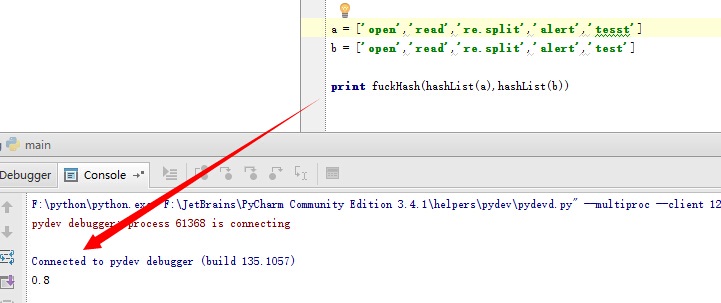 a = ['open','read','re.split','alert','tesst']
b = ['open','read','re.split','alert','test']
print fuckHash(hashList(a),hashList(b))
main
Debugger
Console
F:\python\python.exe "F:\JetBrains\PyCharm Community Edition 3.4.1\helpers\pydev\pydevd.py" --multiproc --client 12
pydev debugger: process 61368 is connecting
Connected to pydev debugger (build 135.1057)
0.8